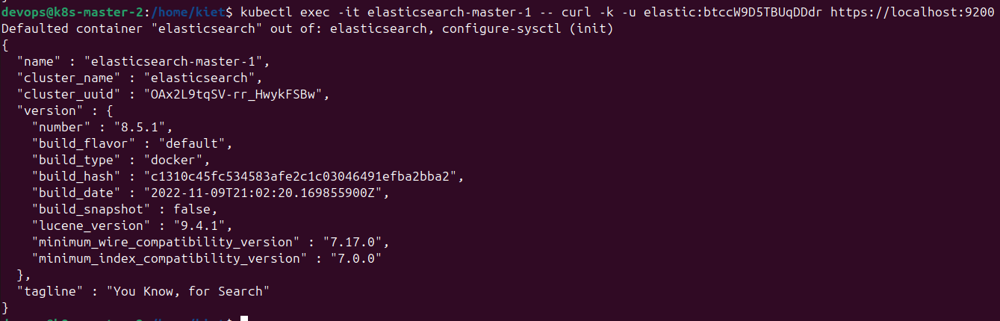 devops@k8s-master-2:/home/kiet$ kubectl exec -it elasticsearch-master-1 -- curl -k -u elastic:btccW9D5TBUqDDdr https://localhost:9200
Defaulted container "elasticsearch" out of: elasticsearch, configure-sysctl (init)
{
  "name" : "elasticsearch-master-1",
  "cluster_name" : "elasticsearch",
  "cluster_uuid" : "OAx2L9tqSV-rr_HwykFSBw",
  "version" : {
    "number" : "8.5.1",
    "build_flavor" : "default",
    "build_type" : "docker",
    "build_hash" : "c1310c45fc534583afe2c1c03046491efba2bba2",
    "build_date" : "2022-11-09T21:02:20.169855900Z",
    "build_snapshot" : false,
    "lucene_version" : "9.4.1",
    "minimum_wire_compatibility_version" : "7.17.0",
    "minimum_index_compatibility_version" : "7.0.0"
  },
  "tagline" : "You Know, for Search"
}